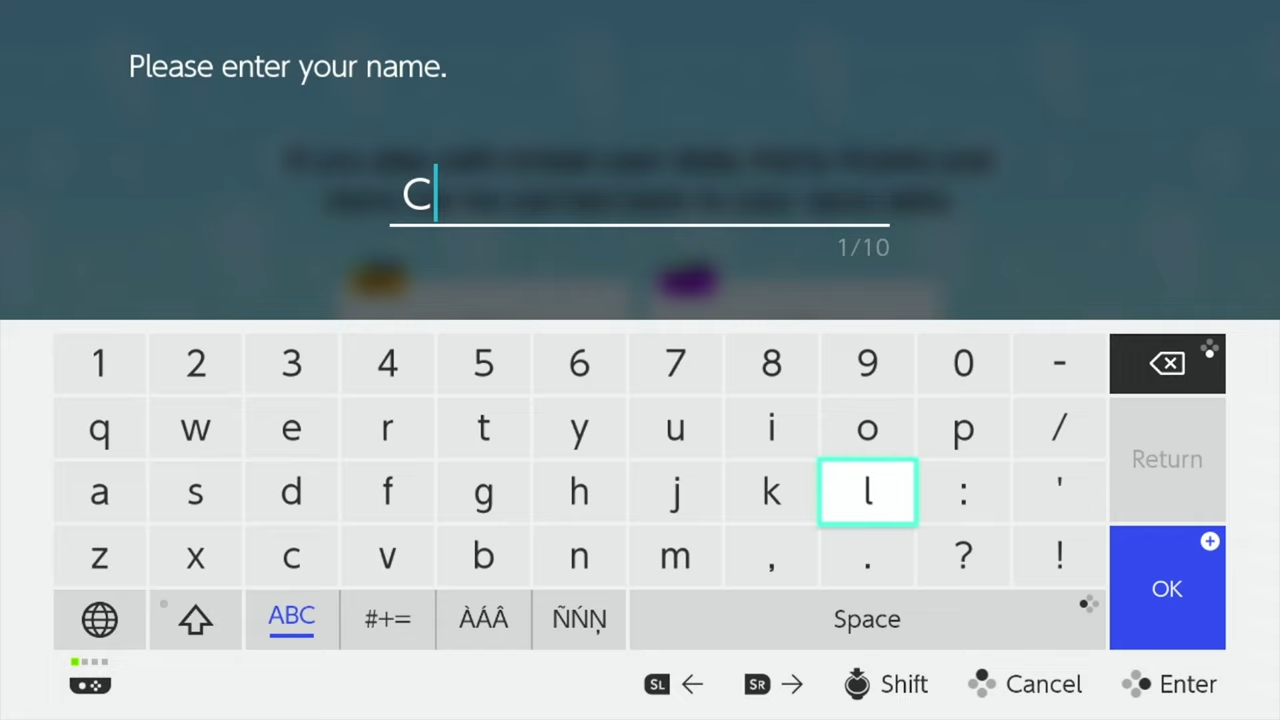 Please enter your name.
C
1/10
1 2 3 4 5 6 7 8 9 0 -
q w e r t y u i o p /
Return
a s d f g h j k l : '
z x c v b n m , . ? !
OK
ABC #+= ÀÁÂ ÑŃŅ Space
SL ← SR → Shift Cancel Enter